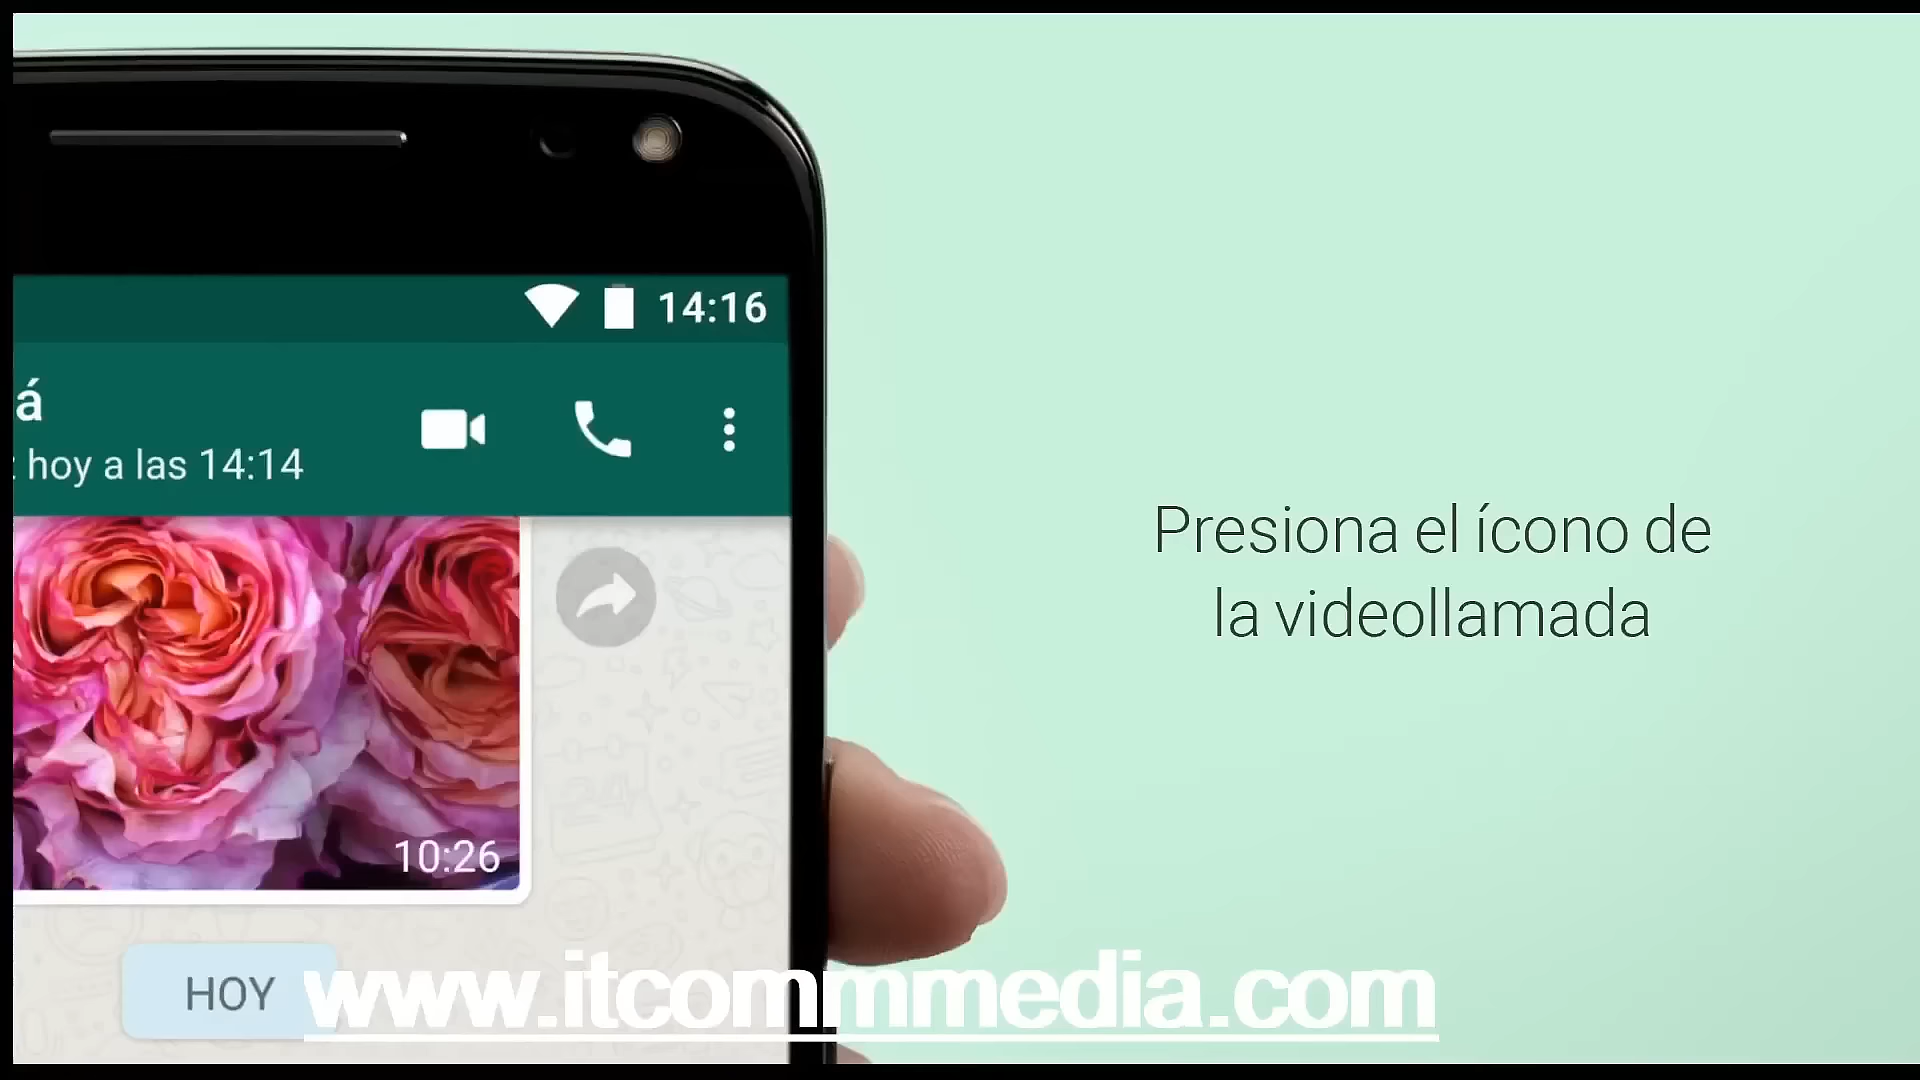 14:16
á
: hoy a las 14:14
Presiona el ícono de
la videollamada
10:26
HOY
www.itcommmedia.com